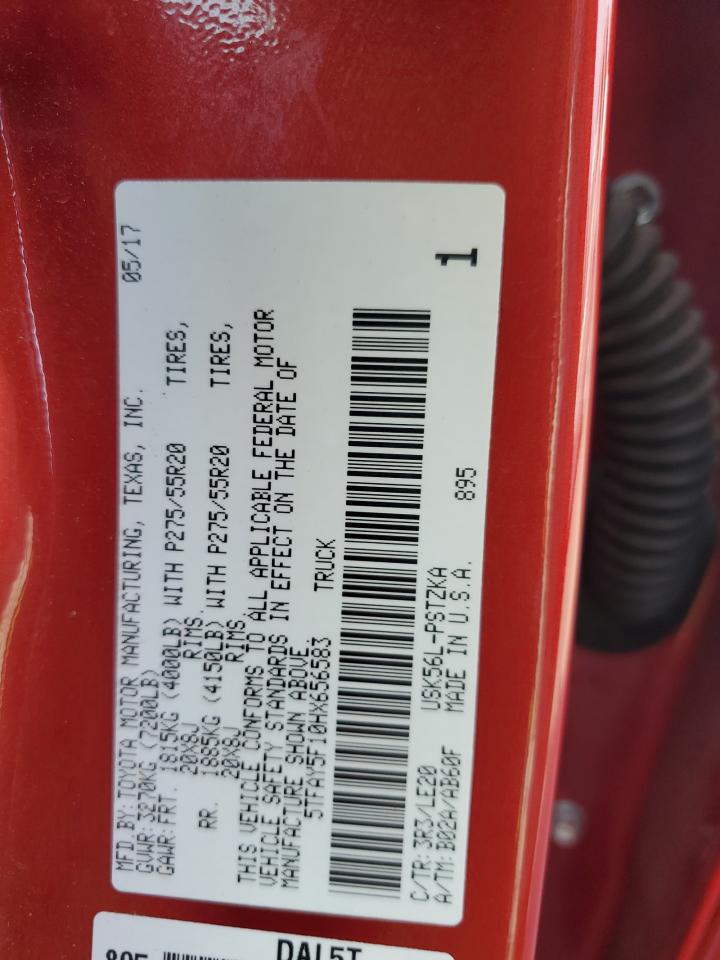 MFD.BY: TOYOTA MOTOR MANUFACTURING, TEXAS, INC. 05/17
GVWR: 3270KG (7200LB)
GAWR: FRT. 1815KG (4000LB) WITH P275/55R20 TIRES,
20X8J RIMS.
RR. 1885KG (4150LB) WITH P275/55R20 TIRES,
20X8J RIMS.
THIS VEHICLE CONFORMS TO ALL APPLICABLE FEDERAL MOTOR
VEHICLE SAFETY STANDARDS IN EFFECT ON THE DATE OF
MANUFACTURE SHOWN ABOVE.
5TFAY5F10HX656583 TRUCK
C/TR: 3R3/LE20 USK56L-PSTZKA 895 1
A/TM: B02A/AB60F MADE IN U.S.A.
DAL5T
895